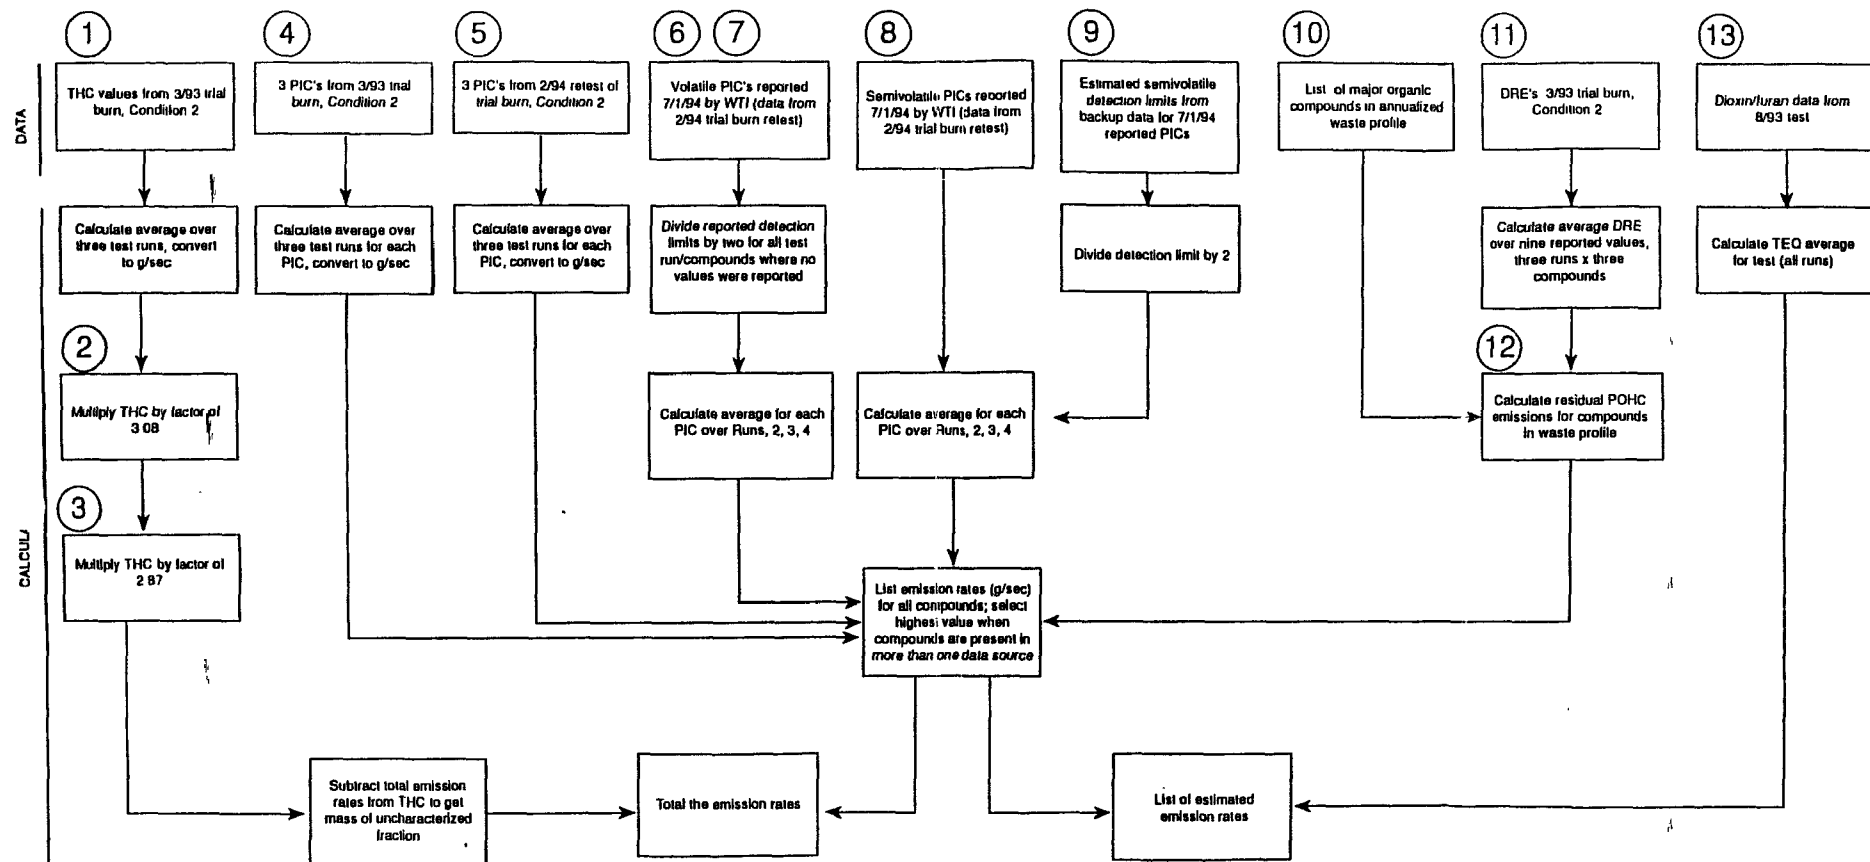 1
4
5
6
7
8
9
10
11
13
DATA
THC values from 3/93 trial
burn, Condition 2
3 PIC's from 3/93 trial
burn, Condition 2
3 PIC's from 2/94 retest of
trial burn, Condition 2
Volatile PIC's reported
7/1/94 by WTI (data from
2/94 trial burn retest)
Semivolatile PICs reported
7/1/94 by WTI (data from
2/94 trial burn retest)
Estimated semivolatile
detection limits from
backup data for 7/1/94
reported PICs
List of major organic
compounds in annualized
waste profile
DRE's 3/93 trial burn,
Condition 2
Dioxin/furan data from
8/93 test
CALCUL
Calculate average over
three test runs, convert
to g/sec
Calculate average over
three test runs for each
PIC, convert to g/sec
Calculate average over
three test runs for each
PIC, convert to g/sec
Divide reported detection
limits by two for all test
run/compounds where no
values were reported
Divide detection limit by 2
Calculate average DRE
over nine reported values,
three runs x three
compounds
Calculate TEQ average
for test (all runs)
2
Multiply THC by factor of
3 08
Calculate average for each
PIC over Runs, 2, 3, 4
Calculate average for each
PIC over Runs, 2, 3, 4
12
Calculate residual POHC
emissions for compounds
in waste profile
3
Multiply THC by factor of
2 87
List emission rates (g/sec)
for all compounds; select
highest value when
compounds are present in
more than one data source
Subtract total emission
rates from THC to get
mass of uncharacterized
fraction
Total the emission rates
List of estimated
emission rates